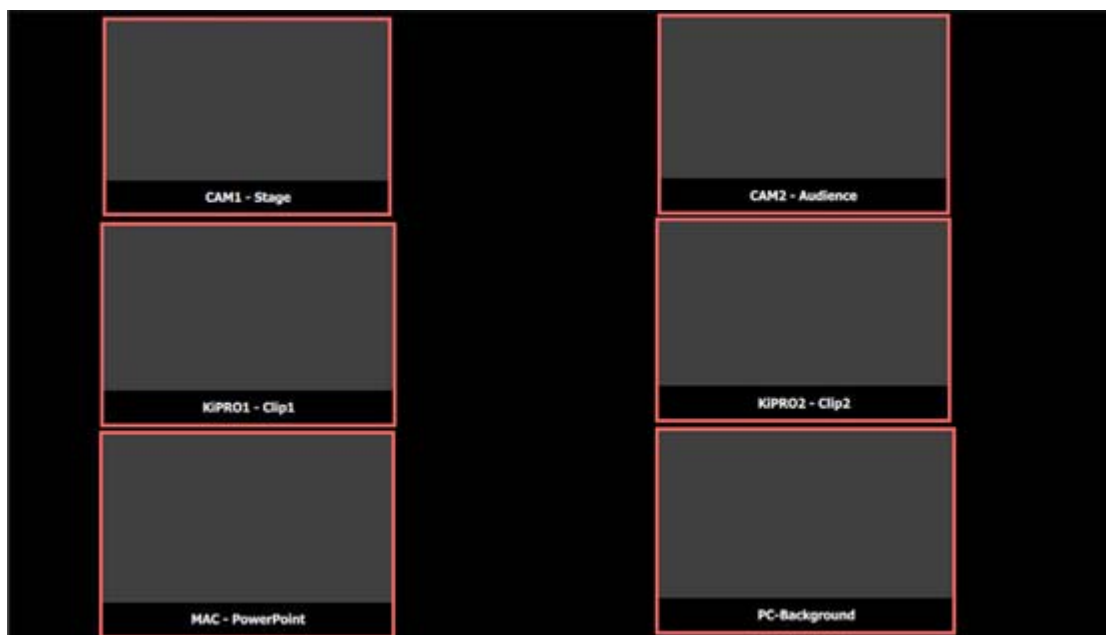 CAM1 - Stage
CAM2 - Audience
KiPRO1 - Clip1
KiPRO2 - Clip2
MAC - PowerPoint
PC-Background